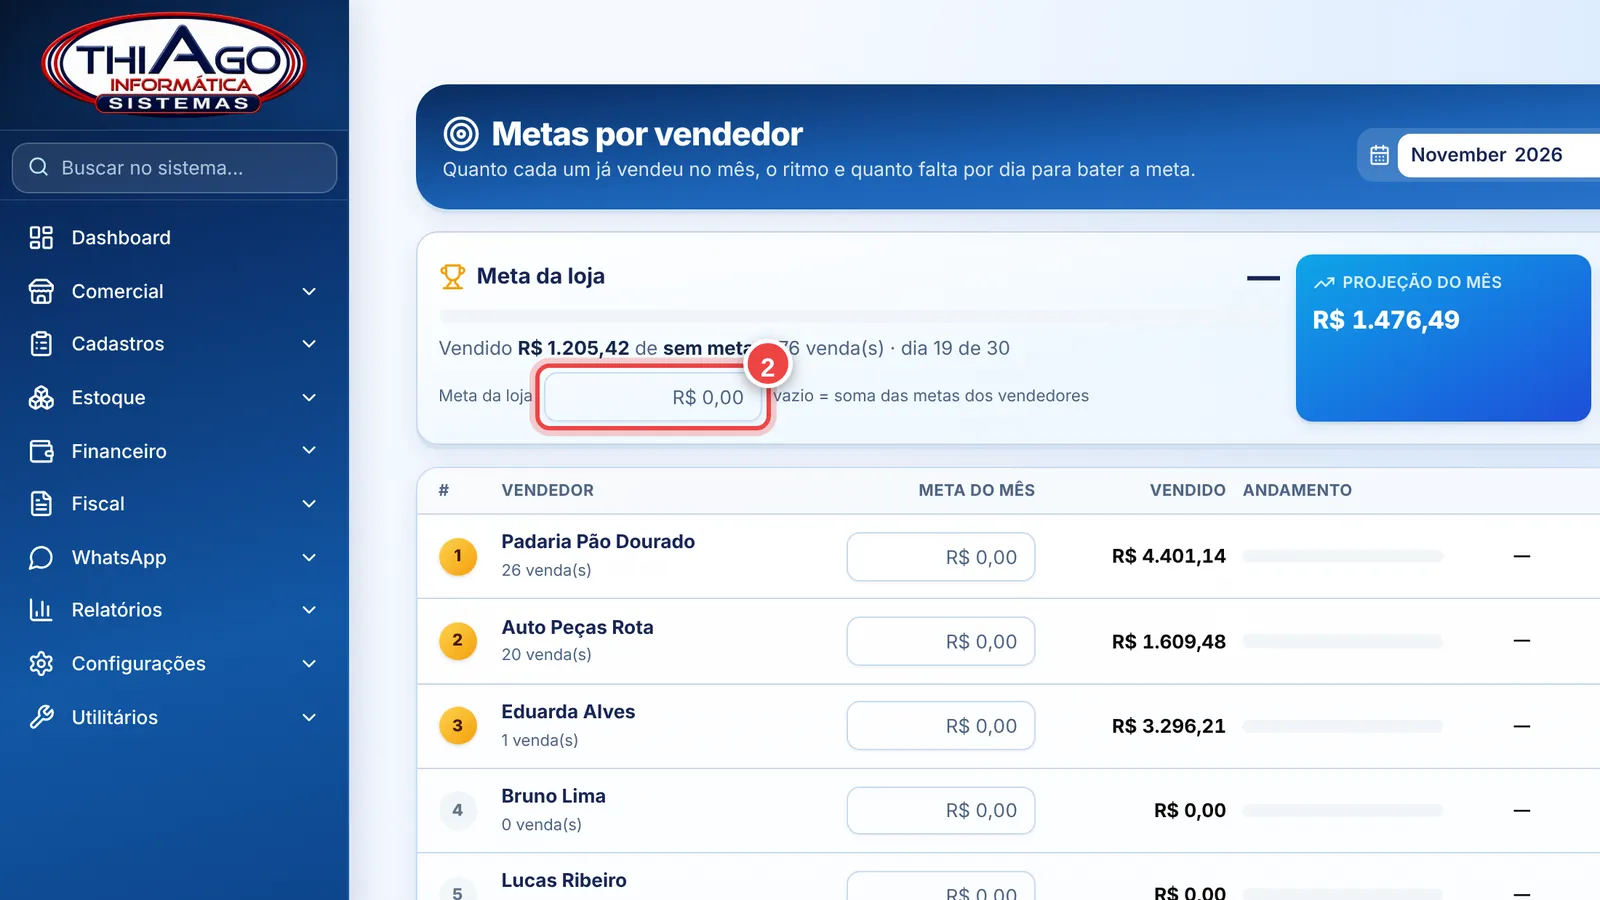 THIAGO
INFORMÁTICA
SISTEMAS
Buscar no sistema...
Dashboard
Comercial
Cadastros
Estoque
Financeiro
Fiscal
WhatsApp
Relatórios
Configurações
Utilitários
Metas por vendedor
Quanto cada um já vendeu no mês, o ritmo e quanto falta por dia para bater a meta.
November 2026
Meta da loja
—
PROJEÇÃO DO MÊS
R$ 1.476,49
Vendido R$ 1.205,42 de sem meta 76 venda(s) · dia 19 de 30
2
Meta da loja R$ 0,00 vazio = soma das metas dos vendedores
# VENDEDOR META DO MÊS VENDIDO ANDAMENTO
1 Padaria Pão Dourado R$ 0,00 R$ 4.401,14 —
26 venda(s)
2 Auto Peças Rota R$ 0,00 R$ 1.609,48 —
20 venda(s)
3 Eduarda Alves R$ 0,00 R$ 3.296,21 —
1 venda(s)
4 Bruno Lima R$ 0,00 R$ 0,00 —
0 venda(s)
5 Lucas Ribeiro R$ 0,00 R$ 0,00 —